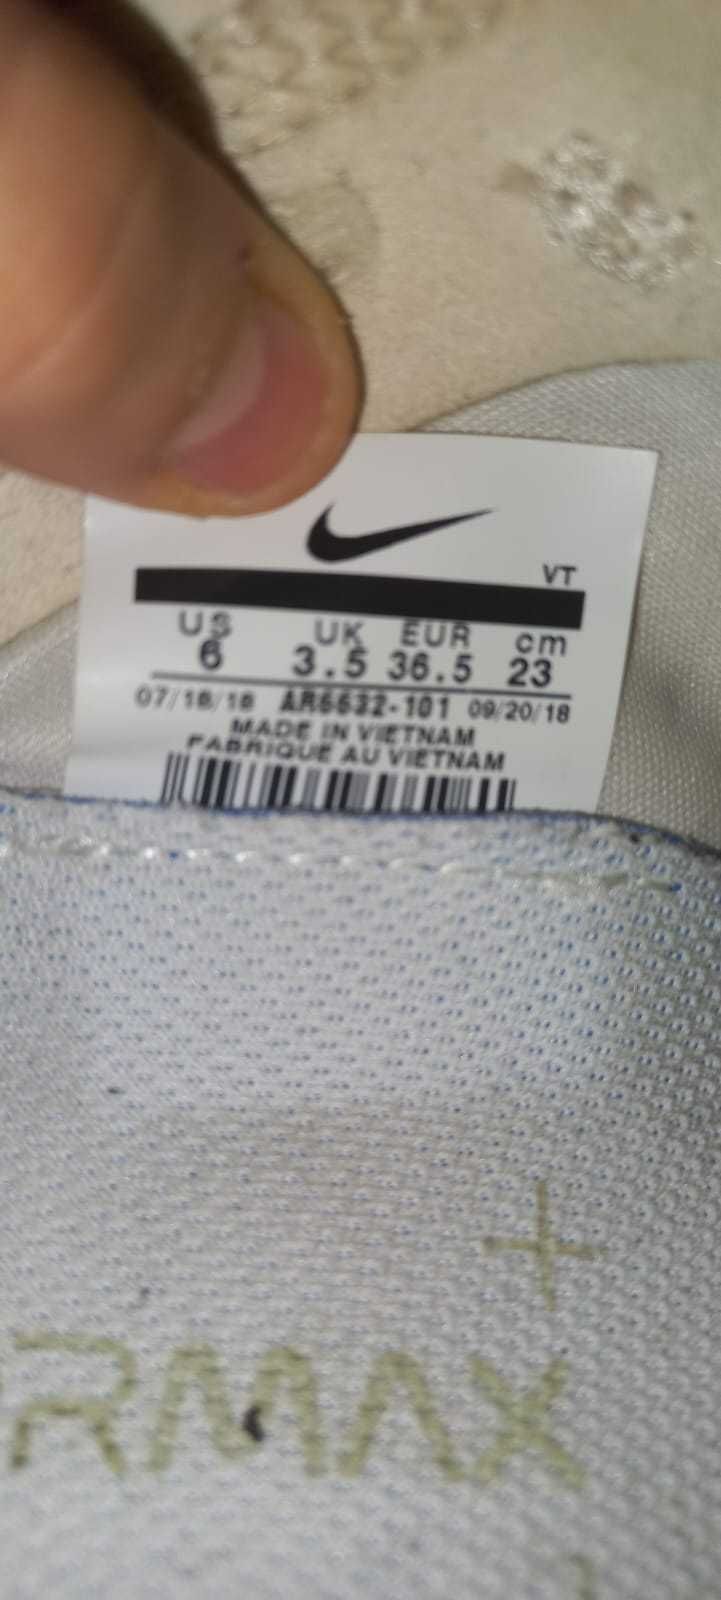 VT
US UK EUR cm
6 3.5 36.5 23
07/18/18 AR6632-101 09/20/18
MADE IN VIETNAM
FABRIQUE AU VIETNAM
+
RMAX